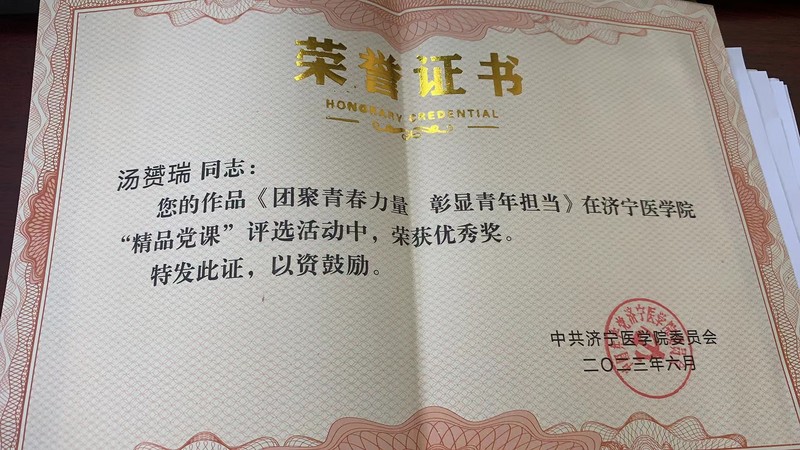 荣誉证书
HONORARY CREDENTIAL
汤赟瑞 同志：
您的作品《团聚青春力量 彰显青年担当》在济宁医学院
“精品党课”评选活动中，荣获优秀奖。
特发此证，以资鼓励。
中共济宁医学院委员会
二〇二三年六月